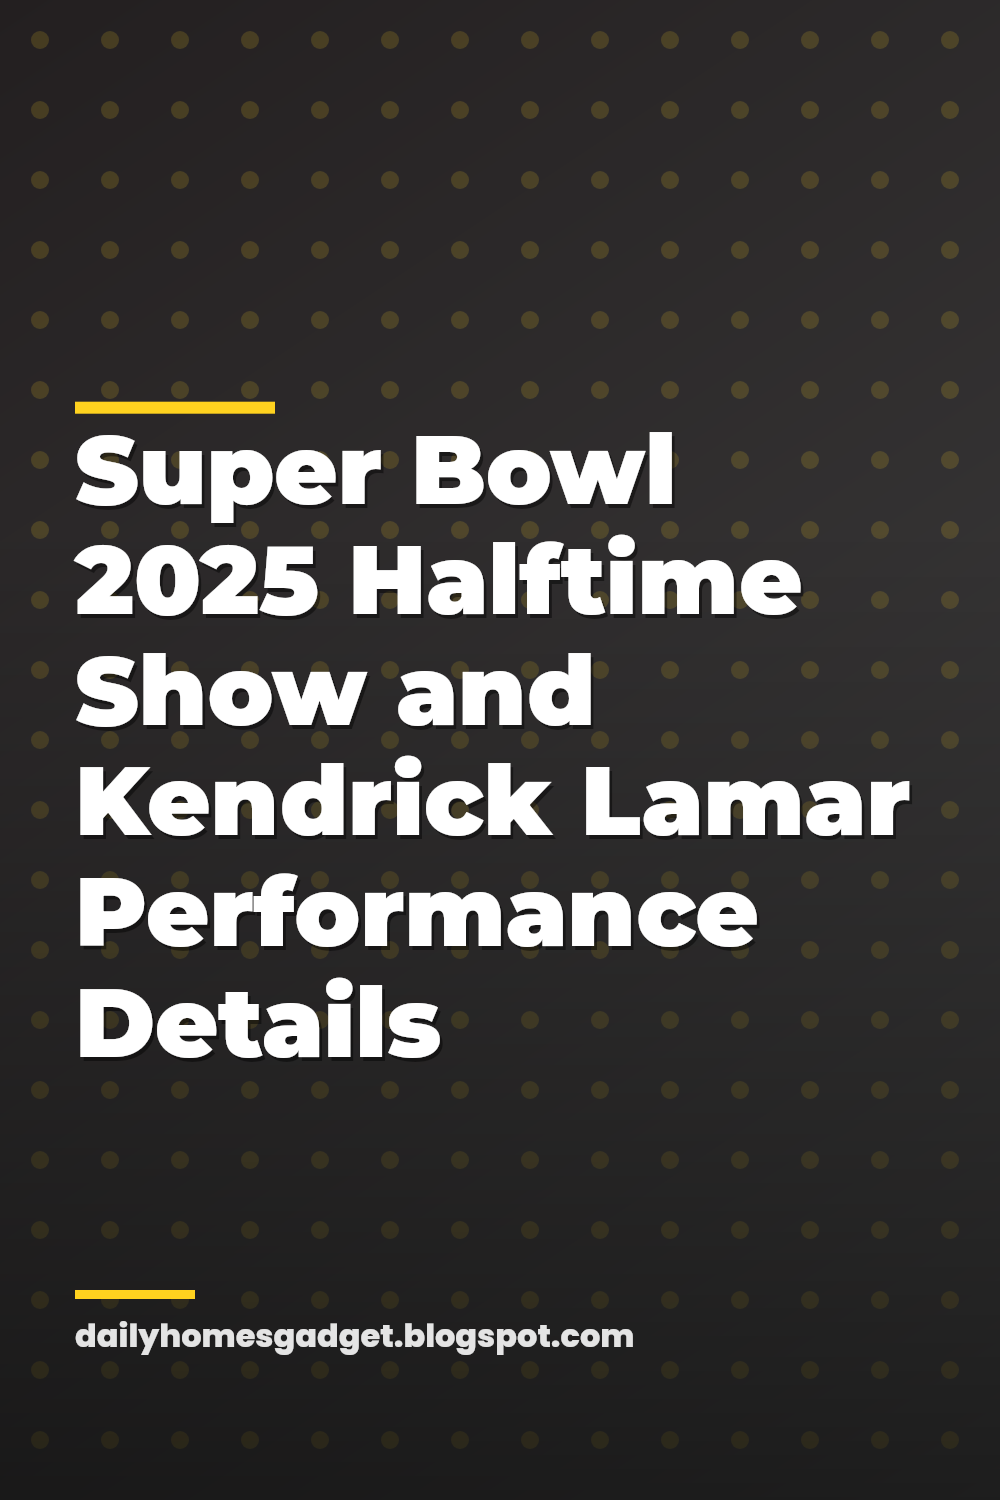 Super Bowl
2025 Halftime
Show and
Kendrick Lamar
Performance
Details
dailyhomesgadget.blogspot.com